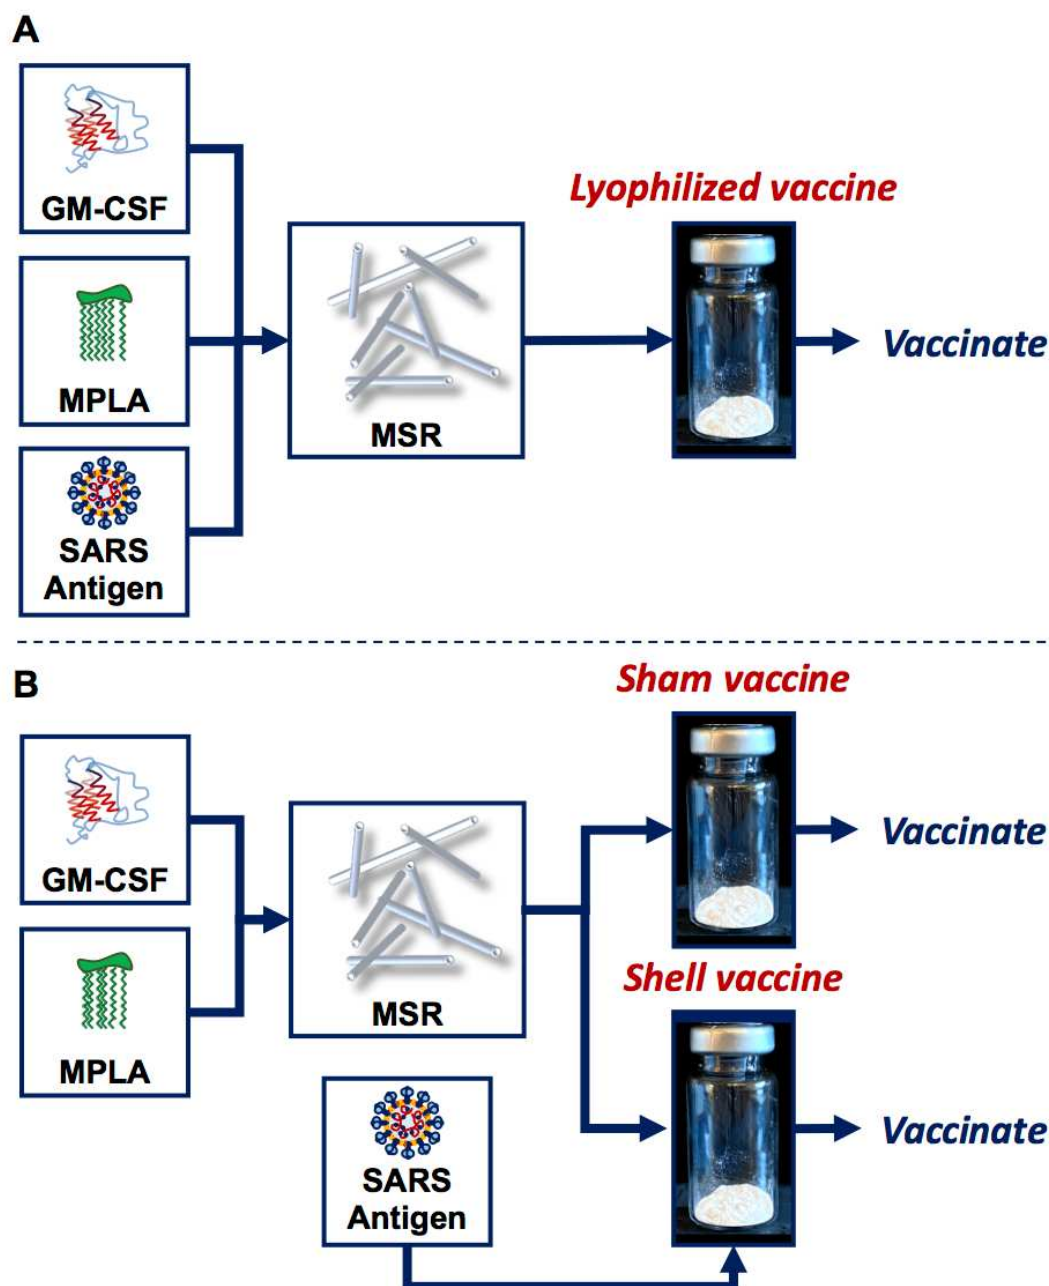 A
GM-CSF
Lyophilized vaccine
MPLA
MSR
Vaccinate
SARS
Antigen
B
Sham vaccine
GM-CSF
Vaccinate
MSR
Shell vaccine
MPLA
SARS
Antigen
Vaccinate